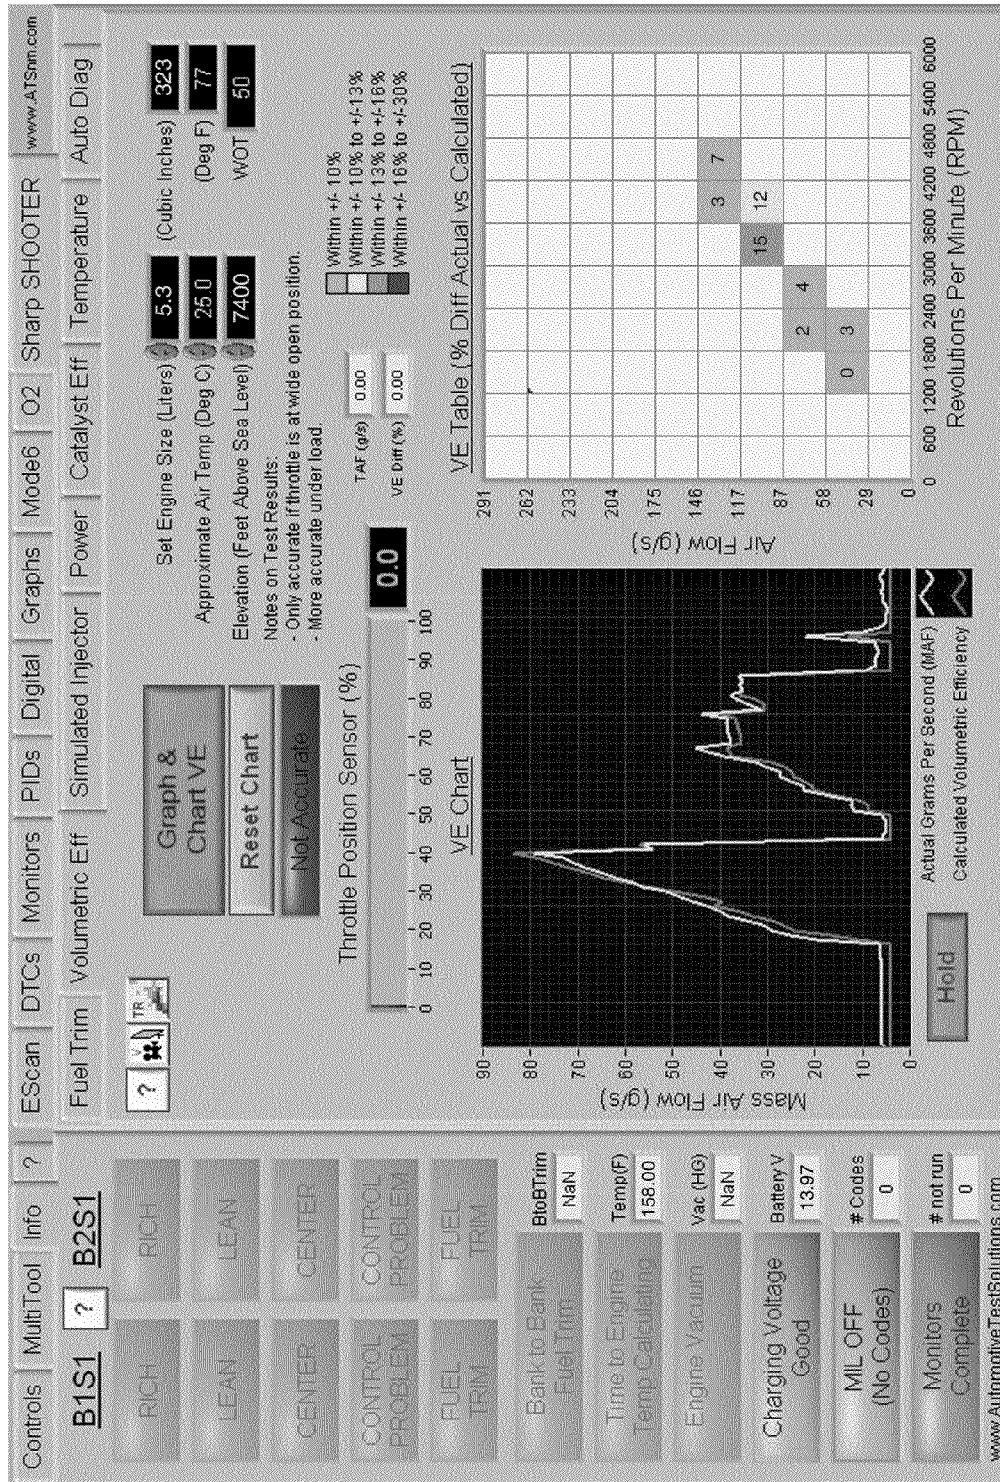 Controls MultiTool Info ? EScan DTCs Monitors PIDs Digital Graphs Mode6 O2 Sharp SHOOTER www.ATSnm.com
B1S1 ? B2S1
RICH RICH
LEAN LEAN
CENTER CENTER
CONTROL PROBLEM CONTROL PROBLEM
FUEL TRIM FUEL TRIM
Bank to Bank Fuel Trim BtoBTrim NaN
Time to Engine Temp Calculating Temp(F) 158.00
Engine Vacuum Vac (HG) NaN
Charging Voltage Good Battery V 13.97
MIL OFF (No Codes) # Codes 0
Monitors Complete # not run 0
www.AutomotiveTestSolutions.com
Fuel Trim Volumetric Eff Simulated Injector Power Catalyst Eff Temperature Auto Diag
? V TR
Graph & Chart VE
Reset Chart
Not Accurate
Set Engine Size (Liters) 5.3 (Cubic Inches) 323
Approximate Air Temp (Deg C) 25.0 (Deg F) 77
Elevation (Feet Above Sea Level) 7400 WOT 50
Notes on Test Results:
- Only accurate if throttle is at wide open position.
- More accurate under load
Throttle Position Sensor (%)
0.0
0 10 20 30 40 50 60 70 80 90 100
TAF (g/s) 0.00
VE Diff (%) 0.00
Within +/- 10%
Within +/- 10% to +/-13%
Within +/- 13% to +/-16%
Within +/- 16% to +/-30%
VE Chart
Mass Air Flow (g/s)
90
80
70
60
50
40
30
20
10
0
Hold
Actual Grams Per Second (MAF)
Calculated Volumetric Efficiency
VE Table (% Diff Actual vs Calculated)
Air Flow (g/s)
291
262
233
204
175
146
117
87
58
29
0
3 7
15 12
2 4
0 3
0 600 1200 1800 2400 3000 3600 4200 4800 5400 6000
Revolutions Per Minute (RPM)